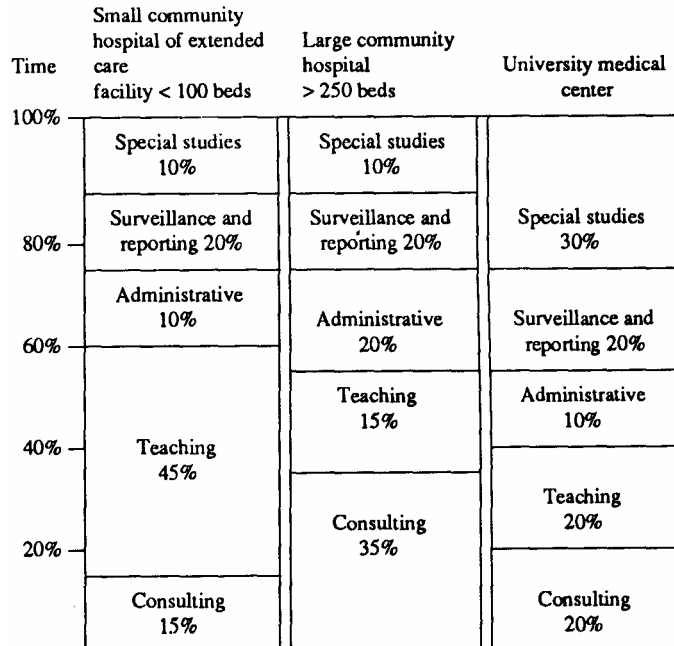 Time
Small community
hospital of extended
care
facility < 100 beds
Large community
hospital
> 250 beds
University medical
center
100%
80%
60%
40%
20%
Special studies
10%
Surveillance and
reporting 20%
Administrative
10%
Teaching
45%
Consulting
15%
Special studies
10%
Surveillance and
reporting 20%
Administrative
20%
Teaching
15%
Consulting
35%
Special studies
30%
Surveillance and
reporting 20%
Administrative
10%
Teaching
20%
Consulting
20%